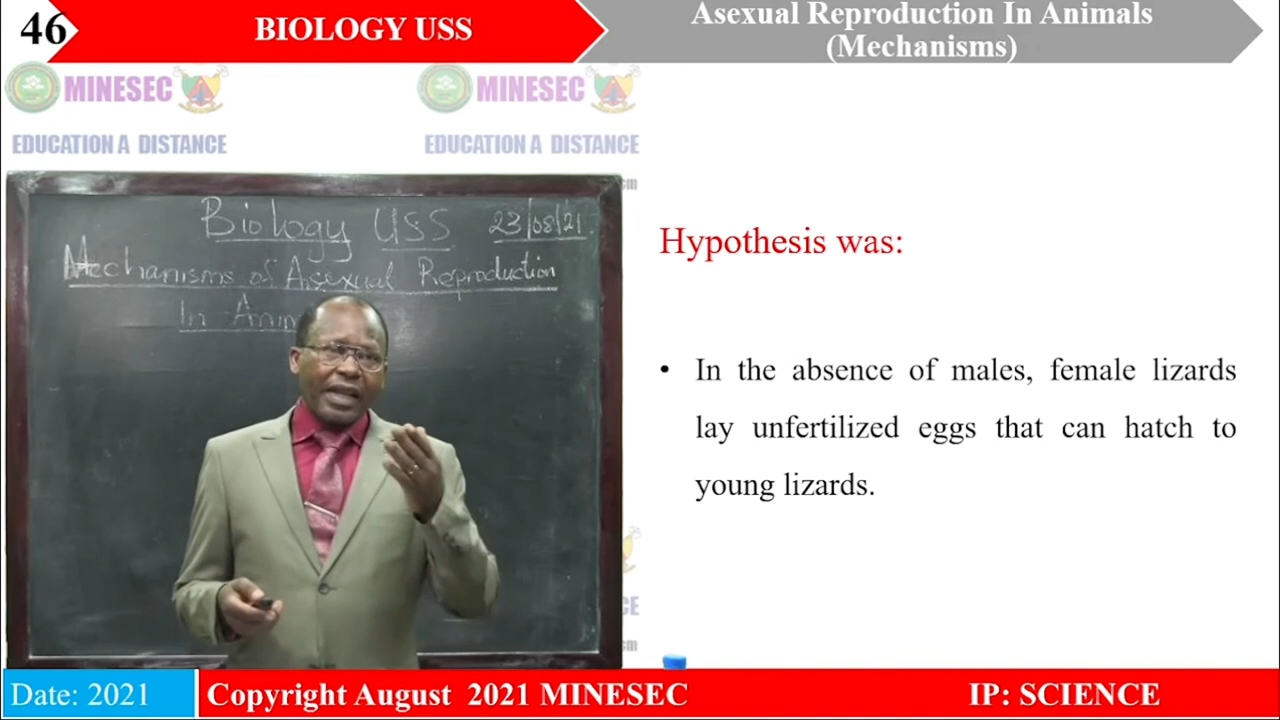 46
BIOLOGY USS
Asexual Reproduction In Animals
(Mechanisms)
MINESEC
MINESEC
EDUCATION A DISTANCE
EDUCATION A DISTANCE
Biology USS 23/08/21
Mechanisms of Asexual Reproduction
In
Hypothesis was:
• In the absence of males, female lizards
lay unfertilized eggs that can hatch to
young lizards.
Date: 2021
Copyright August 2021 MINESEC
IP: SCIENCE